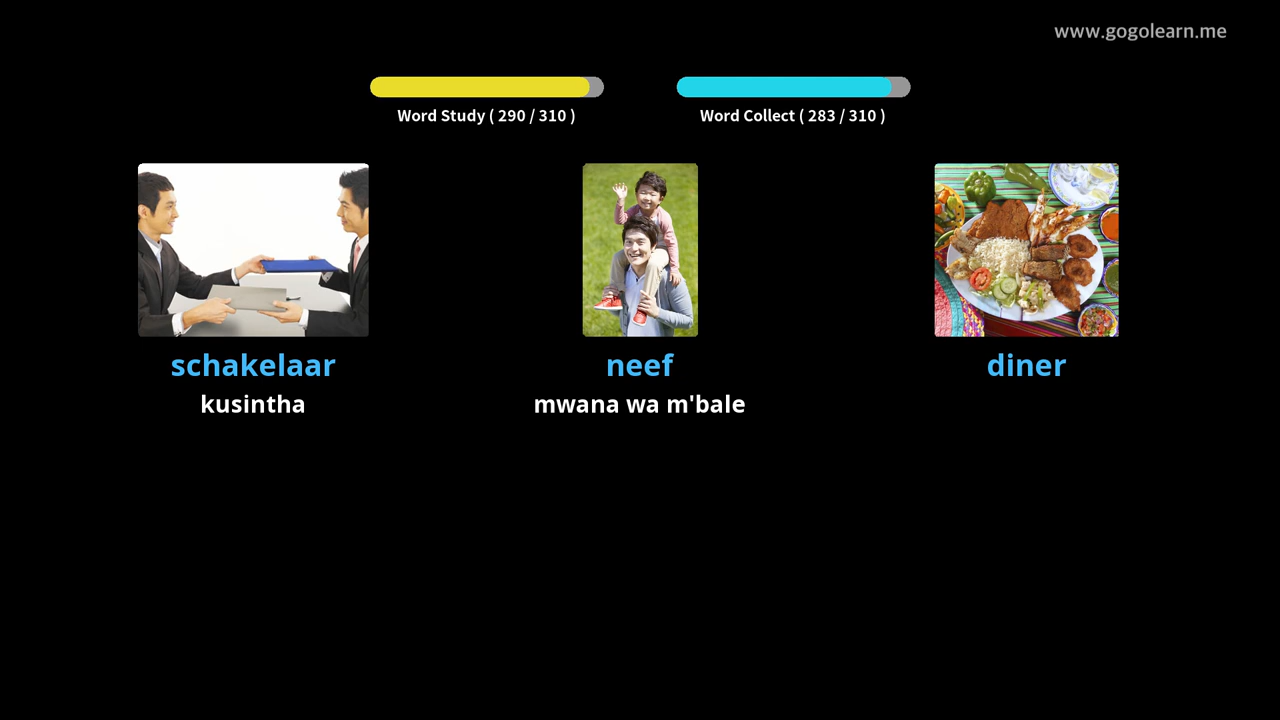 www.gogolearn.me
Word Study ( 290 / 310 )
Word Collect ( 283 / 310 )
schakelaar
neef
diner
kusintha
mwana wa m'bale